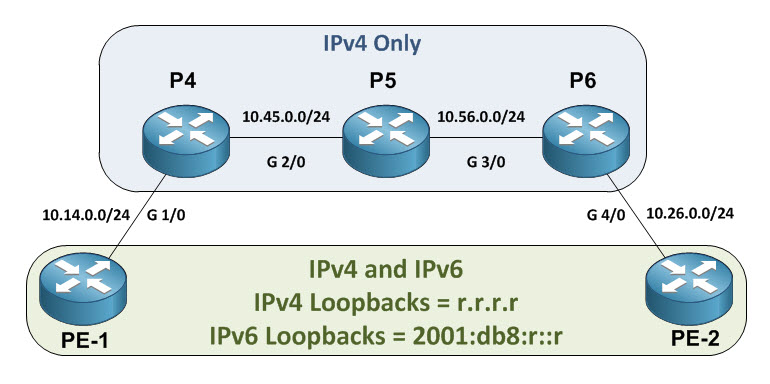 IPv4 Only
P4
P5
P6
10.45.0.0/24
10.56.0.0/24
G 2/0
G 3/0
10.14.0.0/24
G 1/0
G 4/0
10.26.0.0/24
IPv4 and IPv6
IPv4 Loopbacks = r.r.r.r
IPv6 Loopbacks = 2001:db8:r::r
PE-1
PE-2